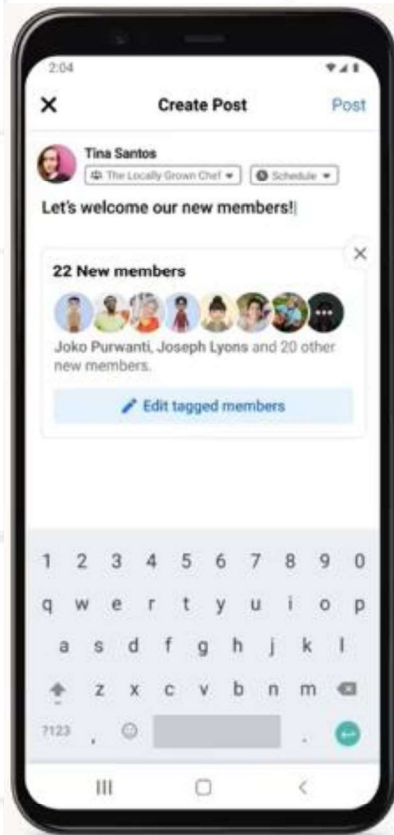 2:04
Create Post
Post
Tina Santos
The Locally Grown Chef
Schedule
Let's welcome our new members!
22 New members
Joko Purwanti, Joseph Lyons and 20 other
new members.
Edit tagged members
1 2 3 4 5 6 7 8 9 0
q w e r t y u i o p
a s d f g h j k l
z x c v b n m
?123 , .